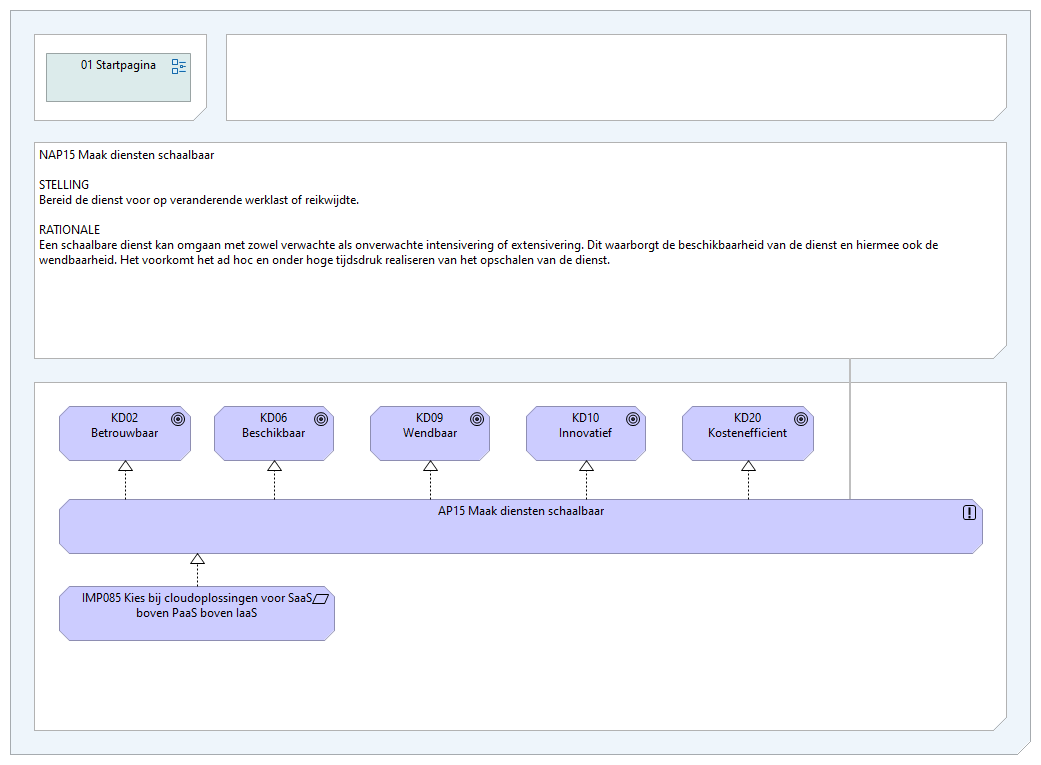 01 Startpagina
NAP15 Maak diensten schaalbaar
STELLING
Bereid de dienst voor op veranderende werklast of reikwijdte.
RATIONALE
Een schaalbare dienst kan omgaan met zowel verwachte als onverwachte intensivering of extensivering. Dit waarborgt de beschikbaarheid van de dienst en hiermee ook de
wendbaarheid. Het voorkomt het ad hoc en onder hoge tijdsdruk realiseren van het opschalen van de dienst.
KD02
Betrouwbaar
KD06
Beschikbaar
KD09
Wendbaar
KD10
Innovatief
KD20
Kostenefficient
AP15 Maak diensten schaalbaar
IMP085 Kies bij cloudoplossingen voor SaaS
boven PaaS boven IaaS